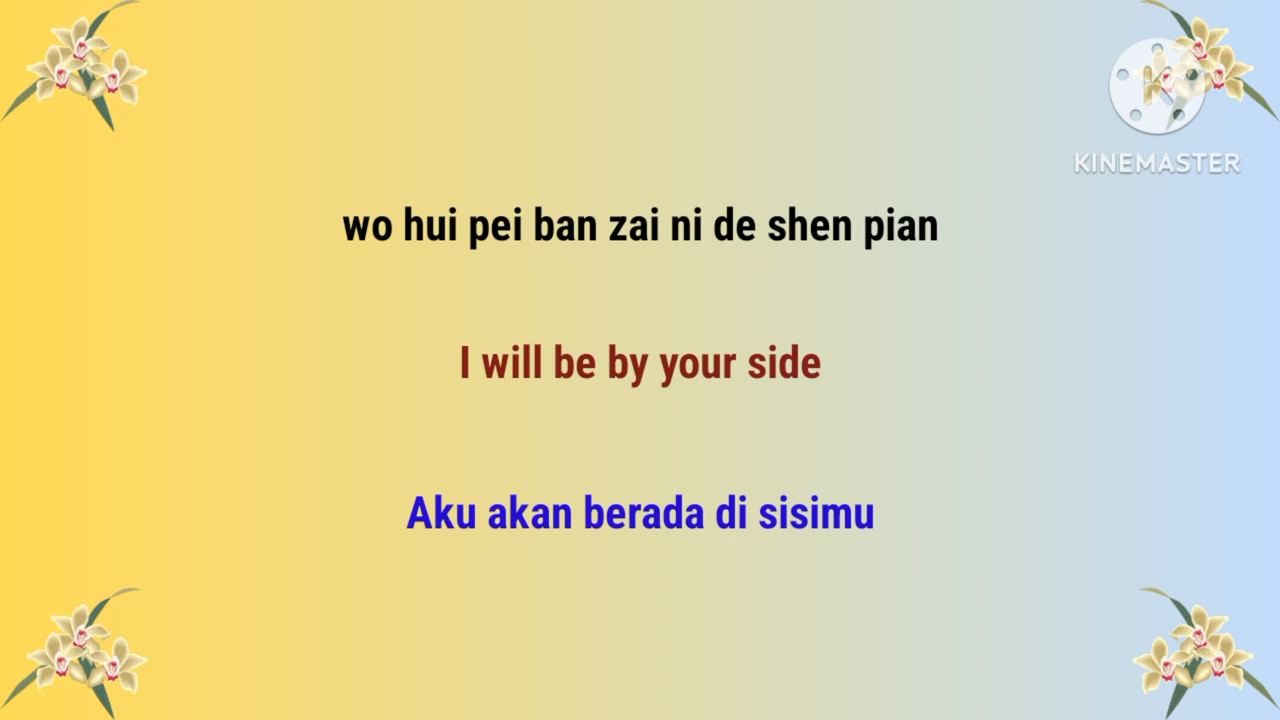 KINEMASTER
wo hui pei ban zai ni de shen pian
I will be by your side
Aku akan berada di sisimu